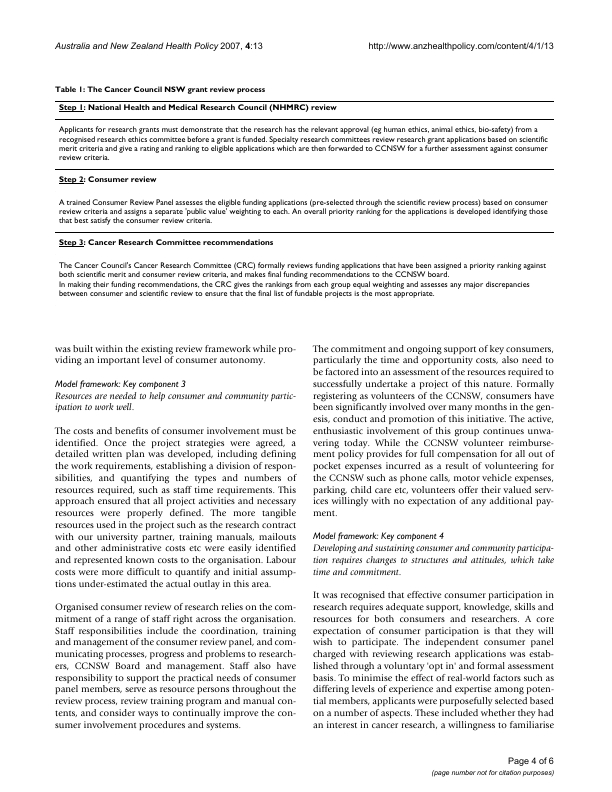 Australia and New Zealand Health Policy 2007, 4:13
http://www.anzhealthpolicy.com/content/4/1/13
Table 1: The Cancer Council NSW grant review process
Step 1: National Health and Medical Research Council (NHMRC) review
Applicants for research grants must demonstrate that the research has the relevant approval (eg human ethics, animal ethics, bio-safety) from a
recognised research ethics committee before a grant is funded. Specialty research committees review research grant applications based on scientific
merit criteria and give a rating and ranking to eligible applications which are then forwarded to CCNSW for a further assessment against consumer
review criteria.
Step 2: Consumer review
A trained Consumer Review Panel assesses the eligible funding applications (pre-selected through the scientific review process) based on consumer
review criteria and assigns a separate 'public value' weighting to each. An overall priority ranking for the applications is developed identifying those
that best satisfy the consumer review criteria.
Step 3: Cancer Research Committee recommendations
The Cancer Council's Cancer Research Committee (CRC) formally reviews funding applications that have been assigned a priority ranking against
both scientific merit and consumer review criteria, and makes final funding recommendations to the CCNSW board.
In making their funding recommendations, the CRC gives the rankings from each group equal weighting and assesses any major discrepancies
between consumer and scientific review to ensure that the final list of fundable projects is the most appropriate.
was built within the existing review framework while pro-
viding an important level of consumer autonomy.
Model framework: Key component 3
Resources are needed to help consumer and community partic-
ipation to work well.
The costs and benefits of consumer involvement must be
identified. Once the project strategies were agreed, a
detailed written plan was developed, including defining
the work requirements, establishing a division of respon-
sibilities, and quantifying the types and numbers of
resources required, such as staff time requirements. This
approach ensured that all project activities and necessary
resources were properly defined. The more tangible
resources used in the project such as the research contract
with our university partner, training manuals, mailouts
and other administrative costs etc were easily identified
and represented known costs to the organisation. Labour
costs were more difficult to quantify and initial assump-
tions under-estimated the actual outlay in this area.
Organised consumer review of research relies on the com-
mitment of a range of staff right across the organisation.
Staff responsibilities include the coordination, training
and management of the consumer review panel, and com-
municating processes, progress and problems to research-
ers, CCNSW Board and management. Staff also have
responsibility to support the practical needs of consumer
panel members, serve as resource persons throughout the
review process, review training program and manual con-
tents, and consider ways to continually improve the con-
sumer involvement procedures and systems.
The commitment and ongoing support of key consumers,
particularly the time and opportunity costs, also need to
be factored into an assessment of the resources required to
successfully undertake a project of this nature. Formally
registering as volunteers of the CCNSW, consumers have
been significantly involved over many months in the gen-
esis, conduct and promotion of this initiative. The active,
enthusiastic involvement of this group continues unwa-
vering today. While the CCNSW volunteer reimburse-
ment policy provides for full compensation for all out of
pocket expenses incurred as a result of volunteering for
the CCNSW such as phone calls, motor vehicle expenses,
parking, child care etc, volunteers offer their valued serv-
ices willingly with no expectation of any additional pay-
ment.
Model framework: Key component 4
Developing and sustaining consumer and community participa-
tion requires changes to structures and attitudes, which take
time and commitment.
It was recognised that effective consumer participation in
research requires adequate support, knowledge, skills and
resources for both consumers and researchers. A core
expectation of consumer participation is that they will
wish to participate. The independent consumer panel
charged with reviewing research applications was estab-
lished through a voluntary 'opt in' and formal assessment
basis. To minimise the effect of real-world factors such as
differing levels of experience and expertise among poten-
tial members, applicants were purposefully selected based
on a number of aspects. These included whether they had
an interest in cancer research, a willingness to familiarise
Page 4 of 6
(page number not for citation purposes)